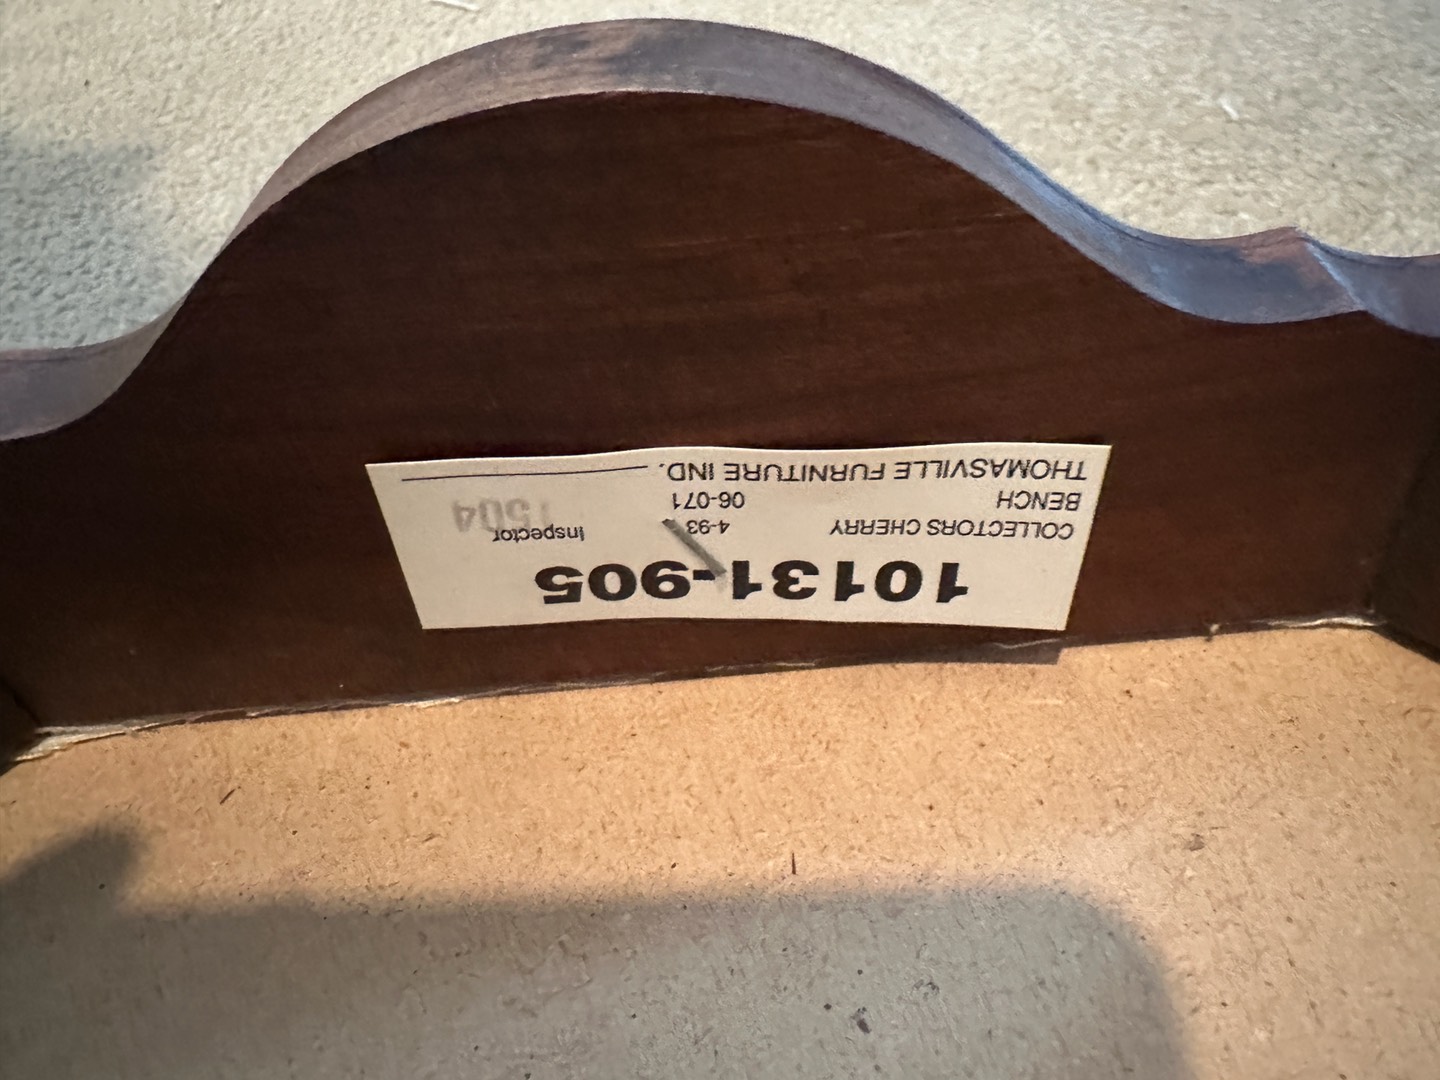 10131-905
COLLECTORS CHERRY 4-93 Inspector
BENCH 06-071 1504
THOMASVILLE FURNITURE IND.